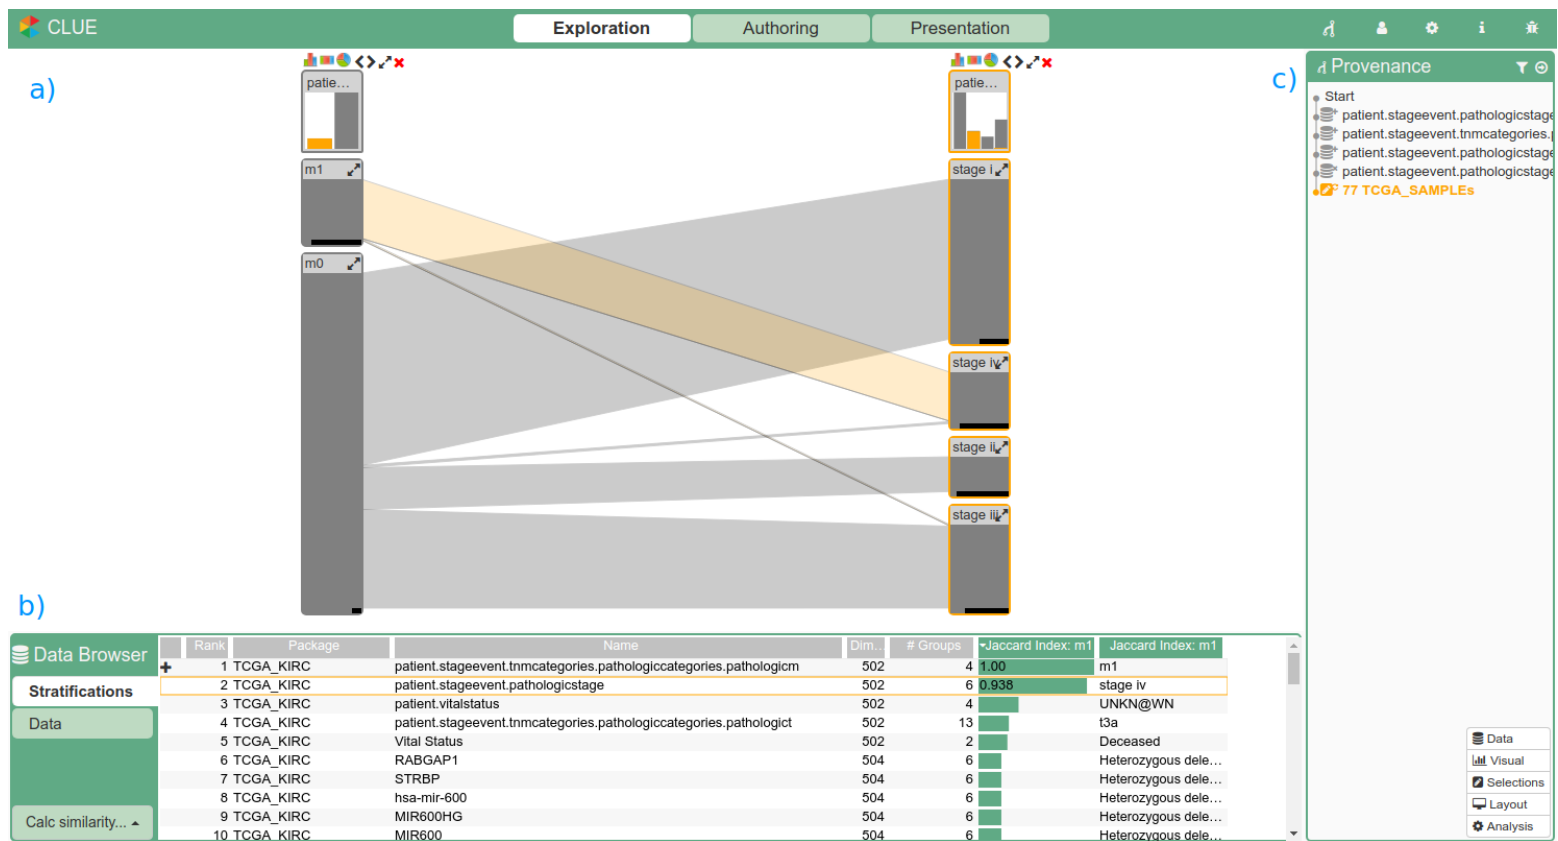 CLUE
Exploration
Authoring
Presentation
a)
patie...
patie...
c)
Provenance
Start
patient.stageevent.pathologicstage
patient.stageevent.tnmcategories.p
patient.stageevent.pathologicstage
patient.stageevent.pathologicstage
77 TCGA_SAMPLEs
m1
stage i
m0
stage iv
stage ii
stage iii
b)
Data Browser
Stratifications
Data
Calc similarity...
Rank Package Name Dim... # Groups Jaccard Index: m1 Jaccard Index: m1
1 TCGA_KIRC patient.stageevent.tnmcategories.pathologiccategories.pathologicm 502 4 1.00 m1
2 TCGA_KIRC patient.stageevent.pathologicstage 502 6 0.938 stage iv
3 TCGA_KIRC patient.vitalstatus 502 4 UNKN@WN
4 TCGA_KIRC patient.stageevent.tnmcategories.pathologiccategories.pathologict 502 13 t3a
5 TCGA_KIRC Vital Status 502 2 Deceased
6 TCGA_KIRC RABGAP1 504 6 Heterozygous dele...
7 TCGA_KIRC STRBP 504 6 Heterozygous dele...
8 TCGA_KIRC hsa-mir-600 504 6 Heterozygous dele...
9 TCGA_KIRC MIR600HG 504 6 Heterozygous dele...
10 TCGA_KIRC MIR600 504 6 Heterozygous dele...
Data
Visual
Selections
Layout
Analysis